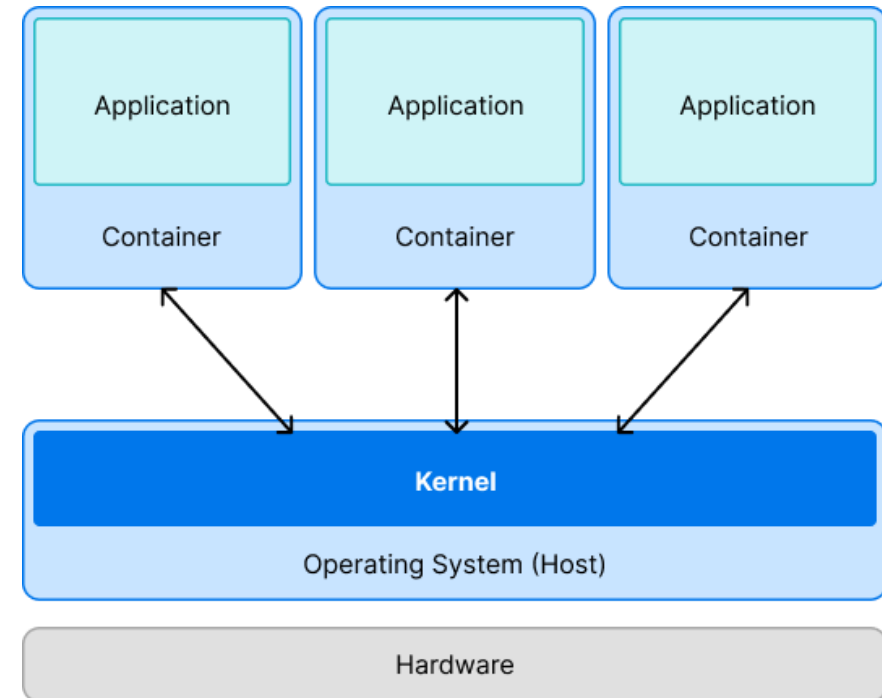 Application
Application
Application
Container
Container
Container
Kernel
Operating System (Host)
Hardware